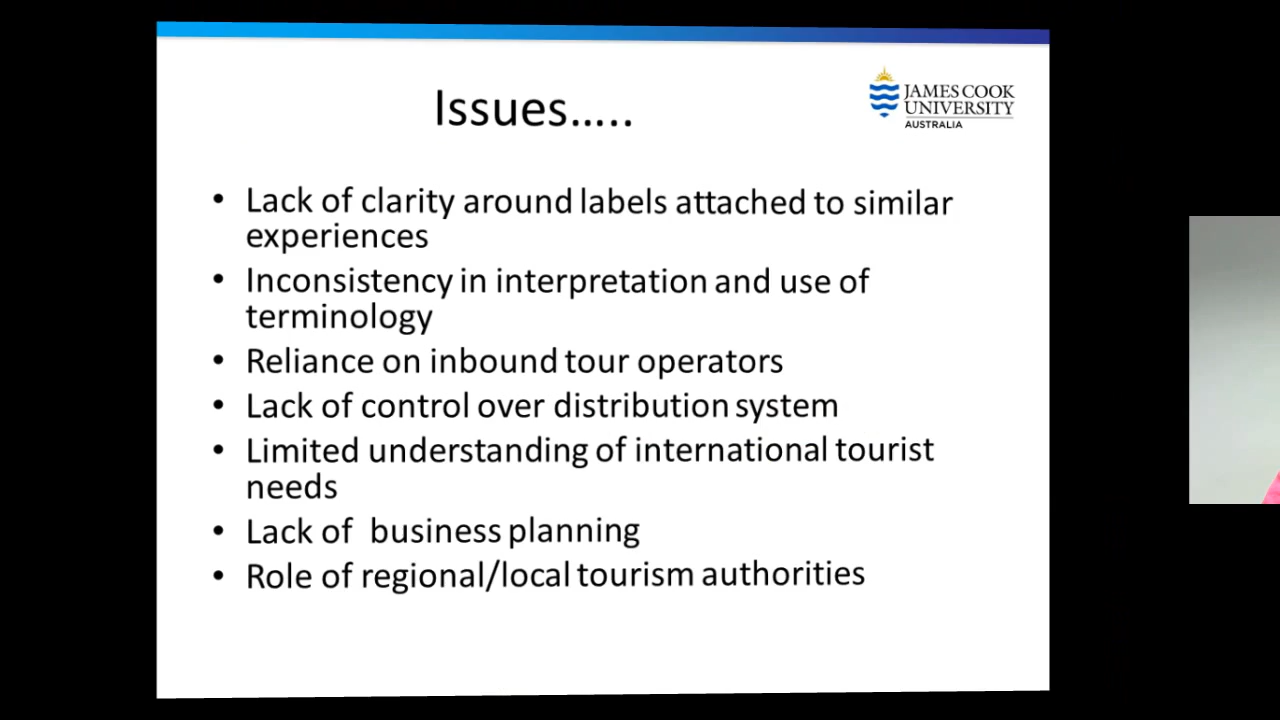 JAMES COOK
UNIVERSITY
AUSTRALIA
Issues.....
• Lack of clarity around labels attached to similar
experiences
• Inconsistency in interpretation and use of
terminology
• Reliance on inbound tour operators
• Lack of control over distribution system
• Limited understanding of international tourist
needs
• Lack of  business planning
• Role of regional/local tourism authorities